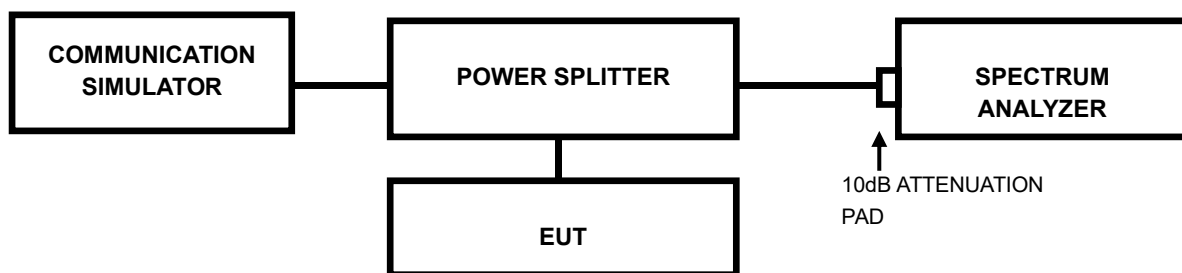 COMMUNICATION
SIMULATOR
POWER SPLITTER
SPECTRUM
ANALYZER
10dB ATTENUATION
PAD
EUT